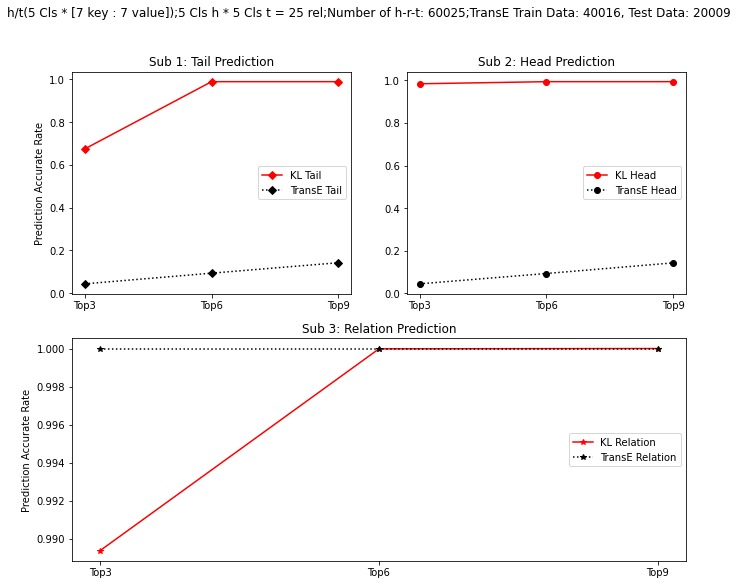 h/t(5 Cls * [7 key : 7 value]);5 Cls h * 5 Cls t = 25 rel;Number of h-r-t: 60025;TransE Train Data: 40016, Test Data: 20009
Sub 1: Tail Prediction
Prediction Accurate Rate
1.0
0.8
0.6
0.4
0.2
0.0
KL Tail
TransE Tail
Top3
Top6
Top9
Sub 2: Head Prediction
1.0
0.8
0.6
0.4
0.2
0.0
KL Head
TransE Head
Top3
Top6
Top9
Sub 3: Relation Prediction
Prediction Accurate Rate
1.000
0.998
0.996
0.994
0.992
0.990
KL Relation
TransE Relation
Top3
Top6
Top9